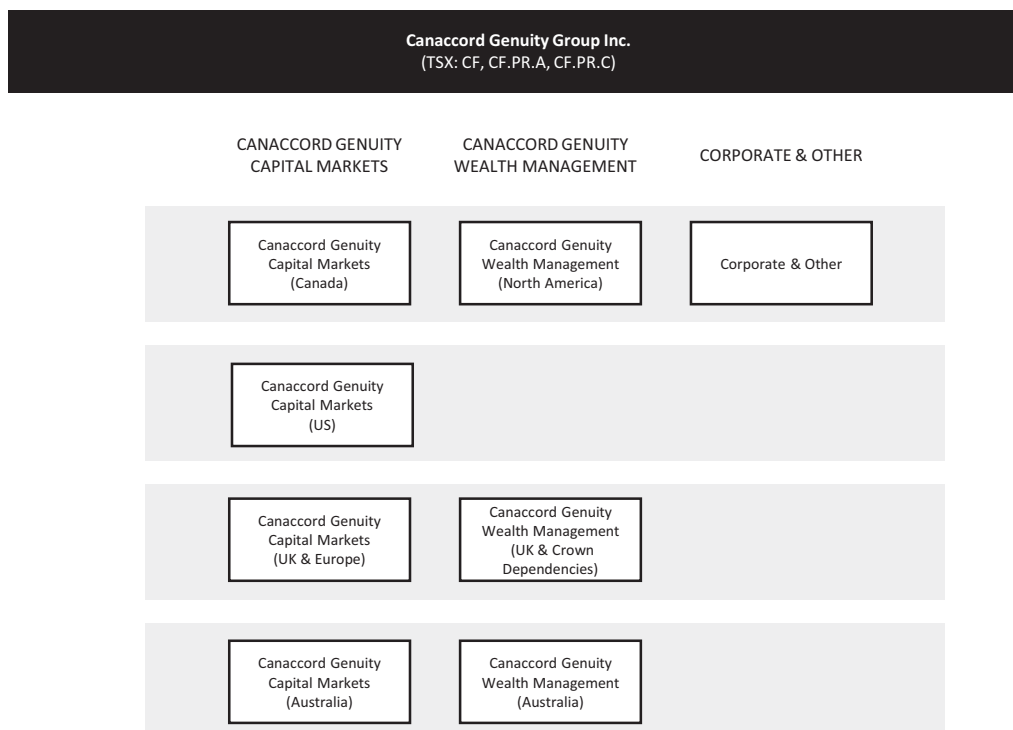 Canaccord Genuity Group Inc.
(TSX: CF, CF.PR.A, CF.PR.C)
CANACCORD GENUITY
CAPITAL MARKETS
CANACCORD GENUITY
WEALTH MANAGEMENT
CORPORATE & OTHER
Canaccord Genuity
Capital Markets
(Canada)
Canaccord Genuity
Wealth Management
(North America)
Corporate & Other
Canaccord Genuity
Capital Markets
(US)
Canaccord Genuity
Capital Markets
(UK & Europe)
Canaccord Genuity
Wealth Management
(UK & Crown
Dependencies)
Canaccord Genuity
Capital Markets
(Australia)
Canaccord Genuity
Wealth Management
(Australia)